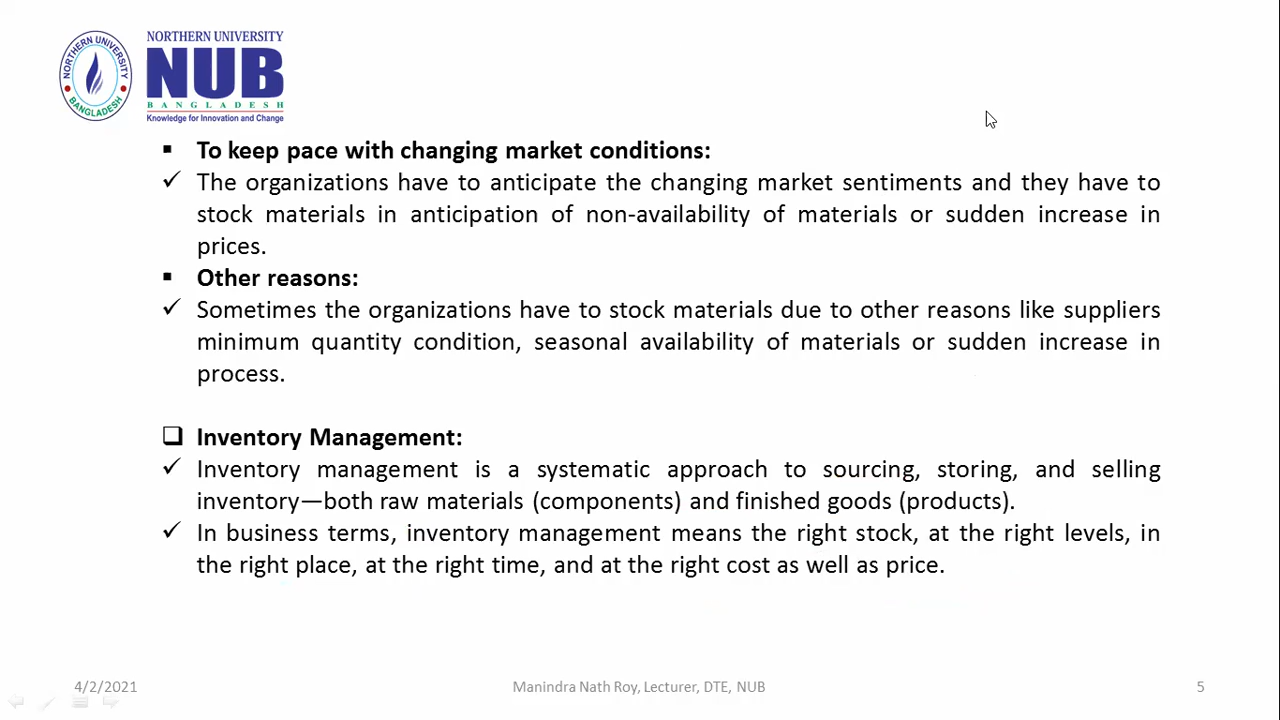 NORTHERN UNIVERSITY
BANGLADESH
NORTHERN UNIVERSITY
NUB
BANGLADESH
Knowledge for Innovation and Change
▪ To keep pace with changing market conditions:
✓ The organizations have to anticipate the changing market sentiments and they have to
stock materials in anticipation of non-availability of materials or sudden increase in
prices.
▪ Other reasons:
✓ Sometimes the organizations have to stock materials due to other reasons like suppliers
minimum quantity condition, seasonal availability of materials or sudden increase in
process.
❑ Inventory Management:
✓ Inventory management is a systematic approach to sourcing, storing, and selling
inventory—both raw materials (components) and finished goods (products).
✓ In business terms, inventory management means the right stock, at the right levels, in
the right place, at the right time, and at the right cost as well as price.
4/2/2021
Manindra Nath Roy, Lecturer, DTE, NUB
5